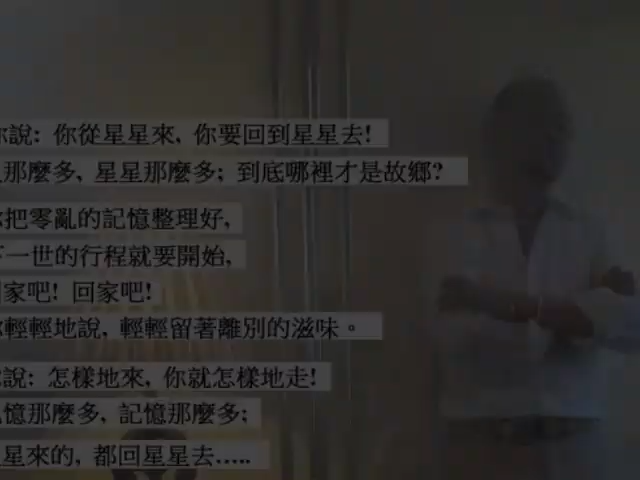 說: 你從星星來, 你要回到星星去!
那麼多, 星星那麼多; 到底哪裡才是故鄉?
把零亂的記憶整理好,
一世的行程就要開始,
家吧! 回家吧!
輕輕地說, 輕輕留著離別的滋味。
說: 怎樣地來, 你就怎樣地走!
憶那麼多, 記憶那麼多;
星來的, 都回星星去.....